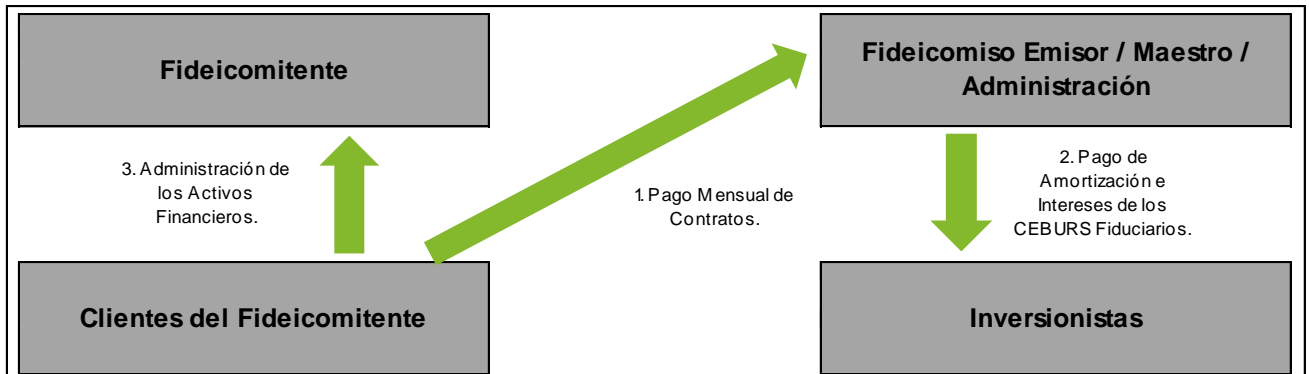 Fideicomitente
Fideicomiso Emisor / Maestro /
Administración
3. Administración de
los Activos
Financieros.
1. Pago Mensual de
Contratos.
2. Pago de
Amortización e
Intereses de los
CEBURS Fiduciarios.
Clientes del Fideicomitente
Inversionistas